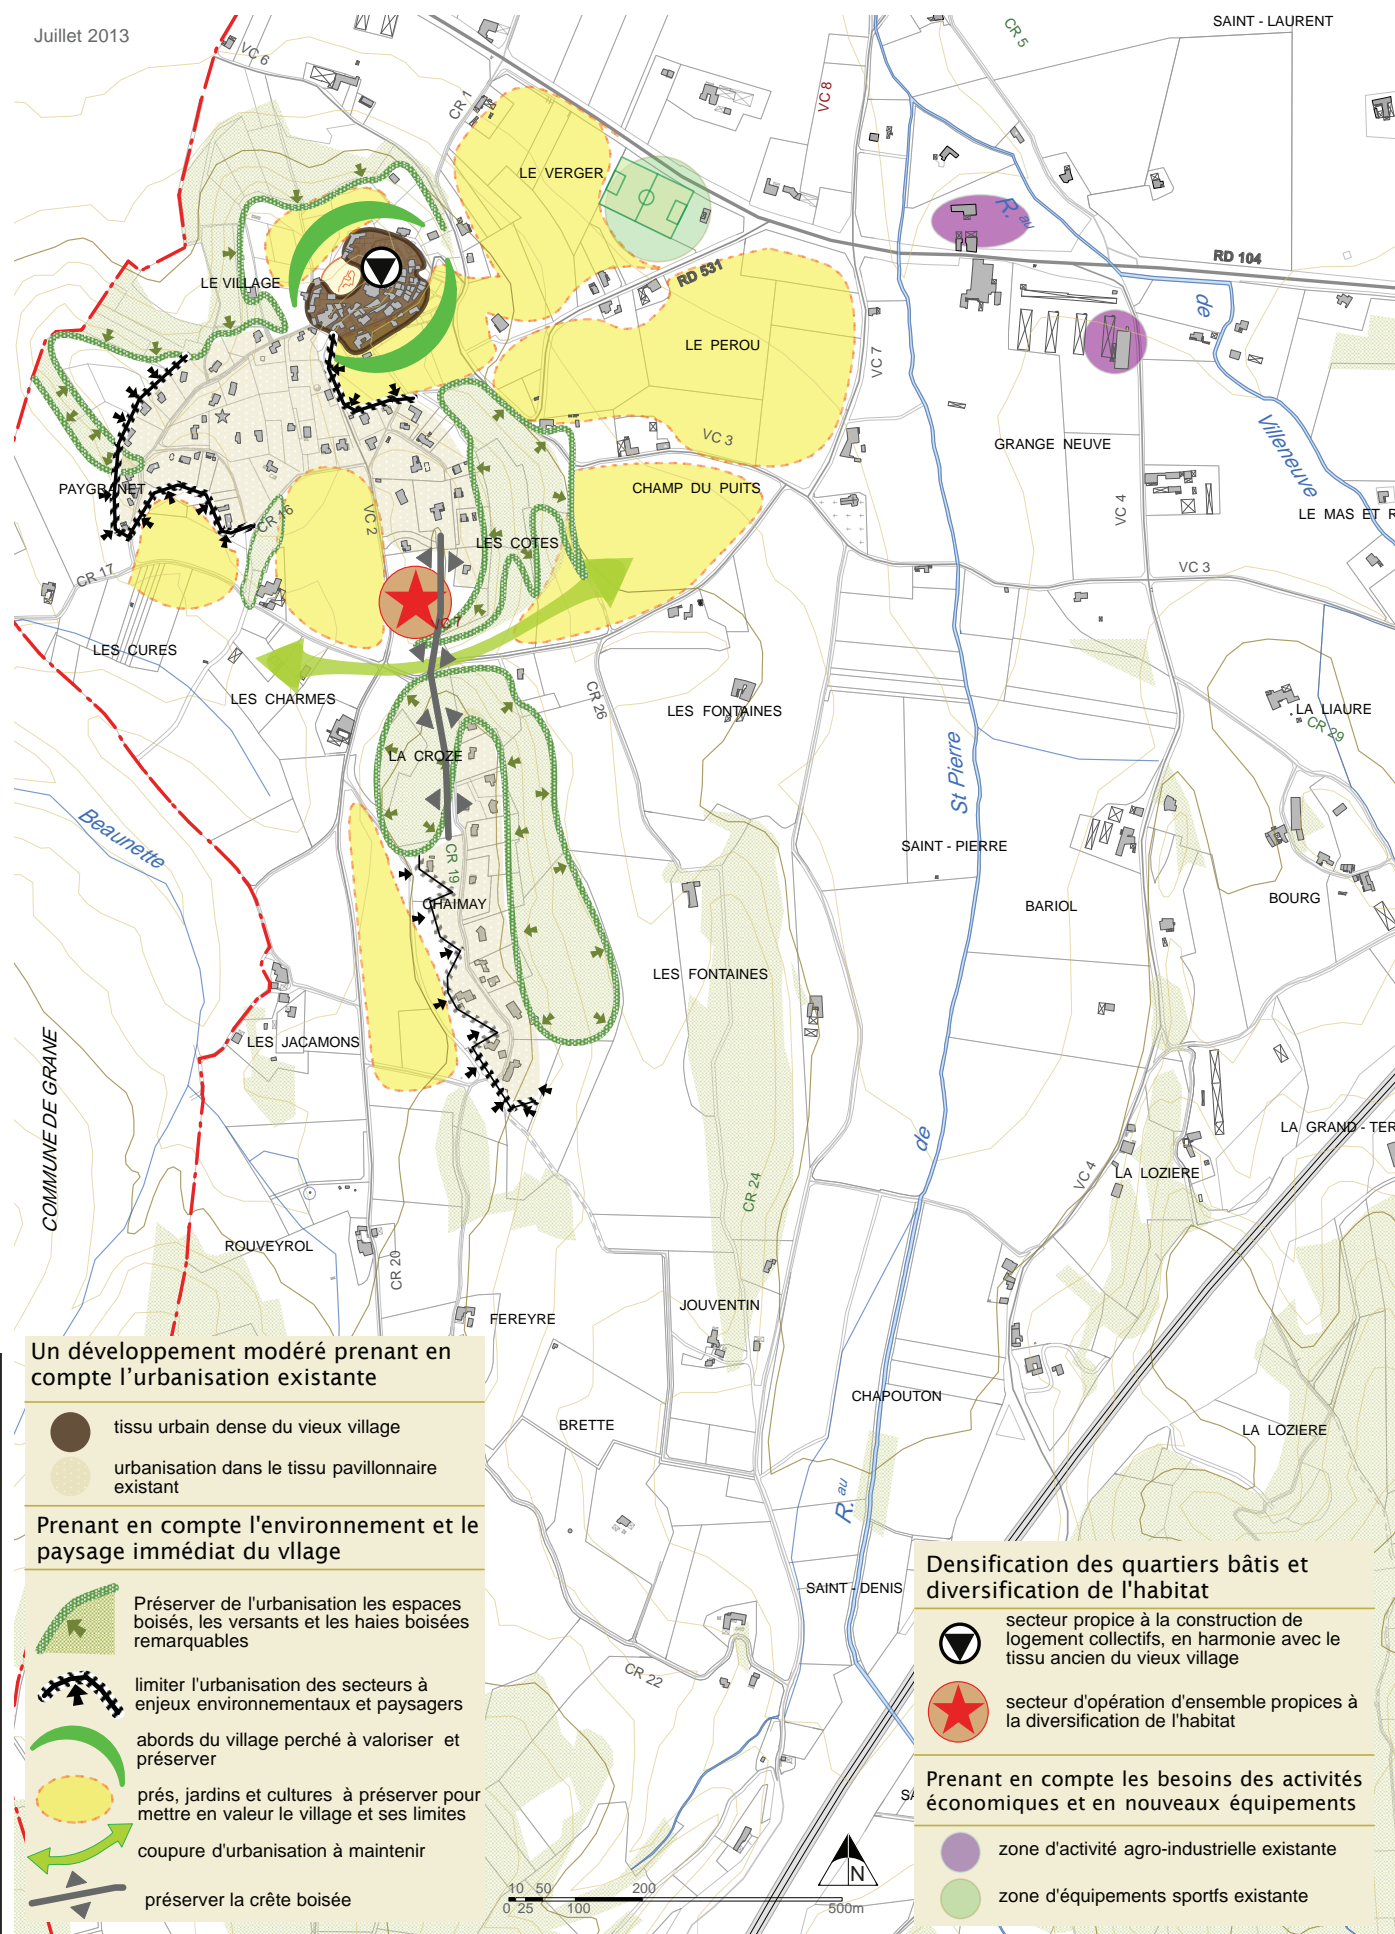 Juillet 2013
SAINT - LAURENT
CR 5
VC 6
CR 1
VC 8
LE VERGER
R. au
LE VILLAGE
RD 531
RD 104
de
LE PEROU
VC 7
Villeneuve
VC 3
GRANGE NEUVE
PAYGRANET
CHAMP DU PUITS
CR 16
VC 2
VC 4
LE MAS ET R
LES COTES
CR 17
VC 3
VC 7
LES CURES
LES CHARMES
CR 26
LES FONTAINES
LA LIAURE
CR 29
LA CROZE
St Pierre
Beaunette
SAINT - PIERRE
CR 19
CHAIMAY
BARIOL
BOURG
LES FONTAINES
LES JACAMONS
COMMUNE DE GRANE
de
LA GRAND - TER
VC 4
LA LOZIERE
CR 24
ROUVEYROL
CR 20
JOUVENTIN
FEREYRE
CHAPOUTON
BRETTE
LA LOZIERE
R. au
SAINT - DENIS
CR 22
SA
Un développement modéré prenant en
compte l'urbanisation existante
tissu urbain dense du vieux village
urbanisation dans le tissu pavillonnaire
existant
Prenant en compte l'environnement et le
paysage immédiat du vllage
Préserver de l'urbanisation les espaces
boisés, les versants et les haies boisées
remarquables
limiter l'urbanisation des secteurs à
enjeux environnementaux et paysagers
abords du village perché à valoriser et
préserver
prés, jardins et cultures à préserver pour
mettre en valeur le village et ses limites
coupure d'urbanisation à maintenir
préserver la crête boisée
10 50 200
0 25 100 500m
N
Densification des quartiers bâtis et
diversification de l'habitat
secteur propice à la construction de
logement collectifs, en harmonie avec le
tissu ancien du vieux village
secteur d'opération d'ensemble propices à
la diversification de l'habitat
Prenant en compte les besoins des activités
économiques et en nouveaux équipements
zone d'activité agro-industrielle existante
zone d'équipements sportfs existante